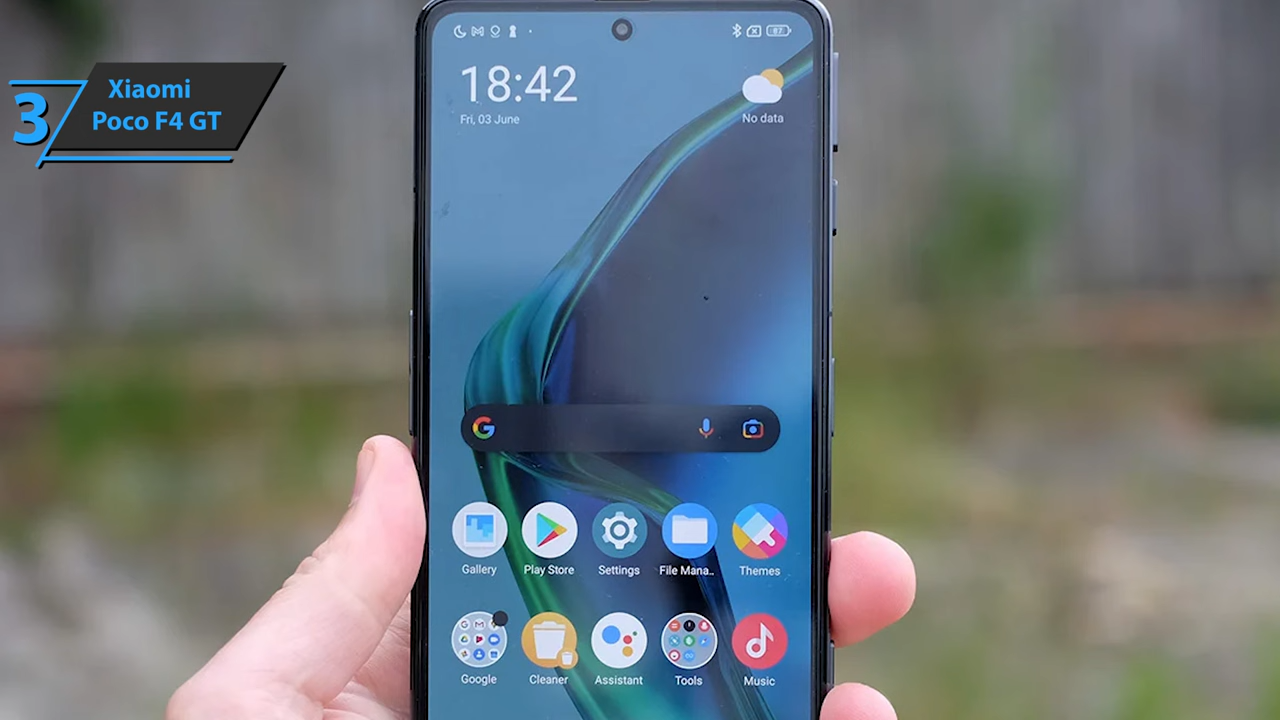 3
Xiaomi
Poco F4 GT
87
18:42
Fri, 03 June
No data
Gallery
Play Store
Settings
File Mana..
Themes
Google
Cleaner
Assistant
Tools
Music